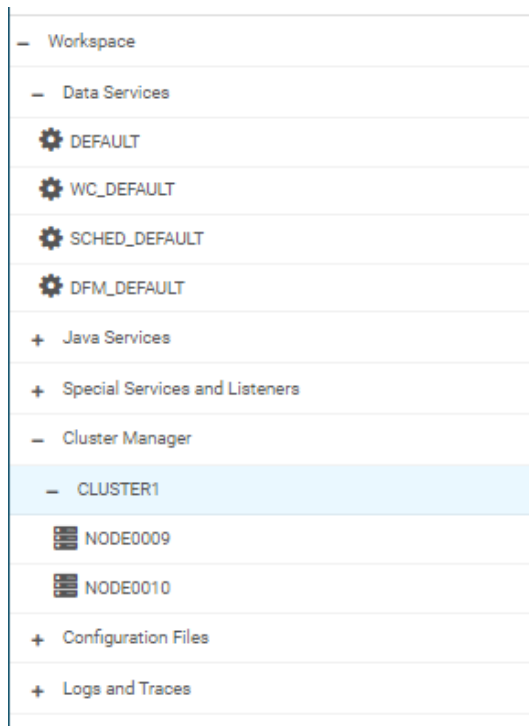 Workspace
Data Services
DEFAULT
WC_DEFAULT
SCHED_DEFAULT
DFM_DEFAULT
Java Services
Special Services and Listeners
Cluster Manager
CLUSTER1
NODE0009
NODE0010
Configuration Files
Logs and Traces